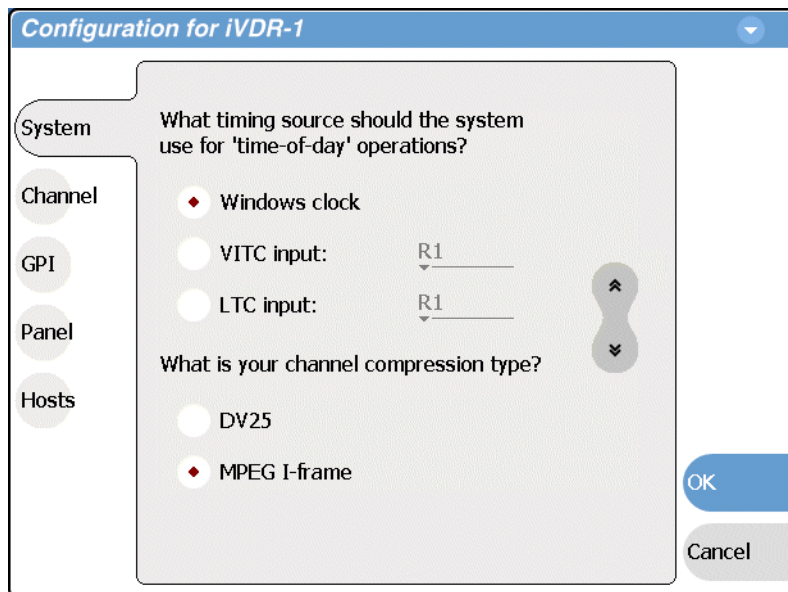 Configuration for iVDR-1
System
Channel
GPI
Panel
Hosts
What timing source should the system
use for 'time-of-day' operations?
Windows clock
VITC input: R1
LTC input: R1
What is your channel compression type?
DV25
MPEG I-frame
OK
Cancel